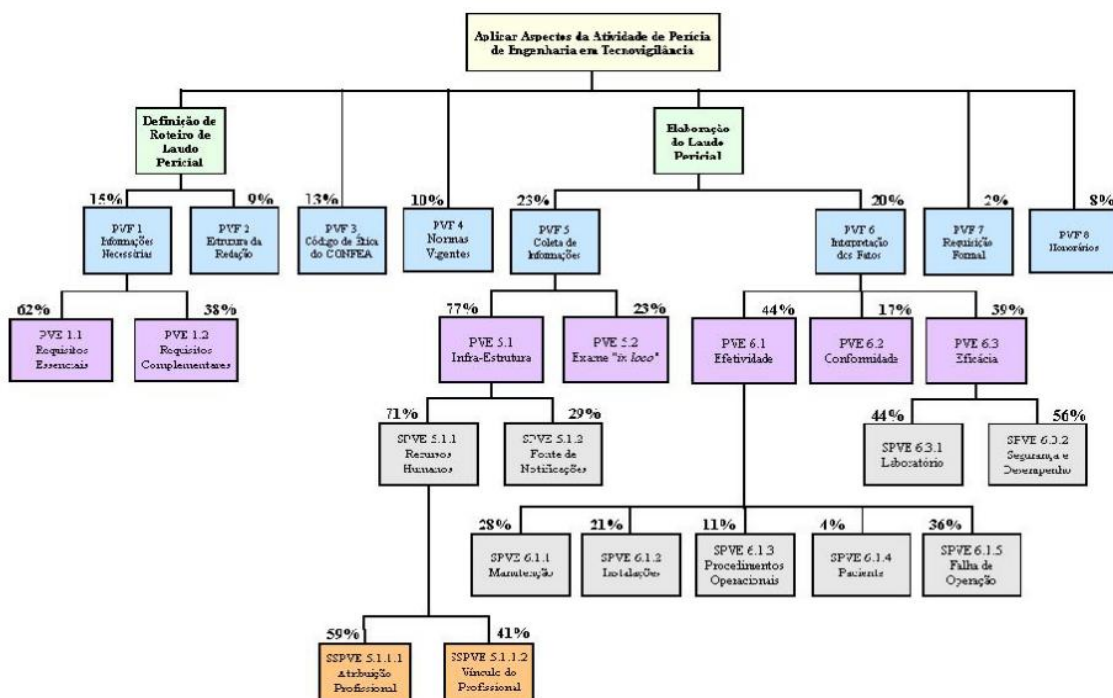 Aplicar Aspectos da Atividade de Perícia
de Engenharia em Tecnovigilância
Definição de
Roteiro de
Laudo
Pericial
Elaboração
do Laudo
Pericial
15%
9%
13%
10%
23%
20%
2%
8%
PVF 1
Informações
Necessárias
PVF 2
Estrutura da
Redação
PVF 3
Código de Ética
do CONFEA
PVF 4
Normas
Vigentes
PVF 5
Coleta de
Informações
PVF 6
Interpretação
dos Fatos
PVF 7
Requisição
Formal
PVF 8
Honorários
62%
38%
77%
23%
44%
17%
39%
PVE 1.1
Requisitos
Essenciais
PVE 1.2
Requisitos
Complementares
PVE 5.1
Infra-Estrutura
PVE 5.2
Exame "in loco"
PVE 6.1
Efetividade
PVE 6.2
Conformidade
PVE 6.3
Eficácia
71%
29%
44%
56%
SPVE 5.1.1
Recursos
Humanos
SPVE 5.1.2
Fonte de
Notificações
SPVE 6.3.1
Laboratório
SPVE 6.3.2
Segurança e
Desempenho
28%
21%
11%
4%
36%
SPVE 6.1.1
Manutenção
SPVE 6.1.2
Instalações
SPVE 6.1.3
Procedimentos
Operacionais
SPVE 6.1.4
Paciente
SPVE 6.1.5
Falha de
Operação
59%
41%
SSPVE 5.1.1.1
Atribuição
Profissional
SSPVE 5.1.1.2
Vínculo do
Profissional